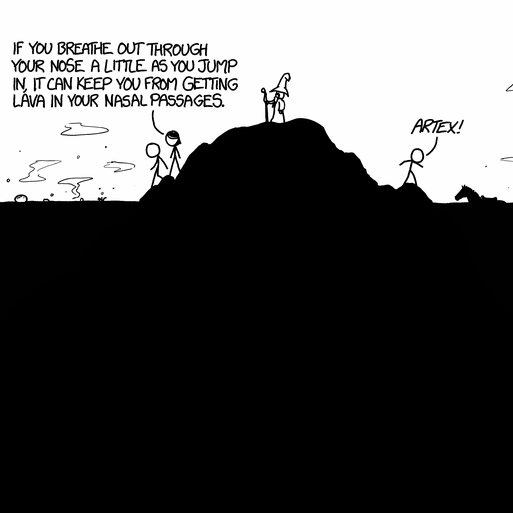 IF YOU BREATHE OUT THROUGH
YOUR NOSE A LITTLE AS YOU JUMP
IN, IT CAN KEEP YOU FROM GETTING
LAVA IN YOUR NASAL PASSAGES.
ARTEX!